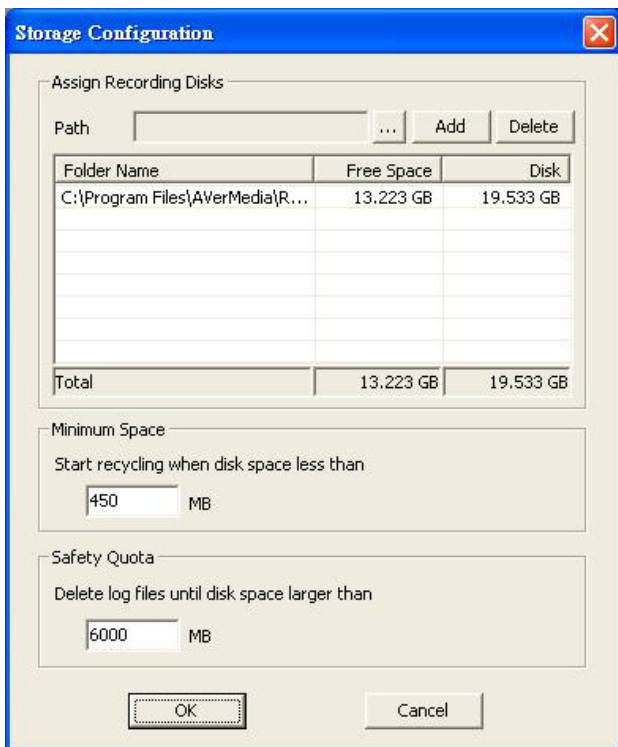 Storage Configuration
Assign Recording Disks
Path ... Add Delete
Folder Name Free Space Disk
C:\Program Files\AVerMedia\R... 13.223 GB 19.533 GB
Total 13.223 GB 19.533 GB
Minimum Space
Start recycling when disk space less than
450 MB
Safety Quota
Delete log files until disk space larger than
6000 MB
OK Cancel